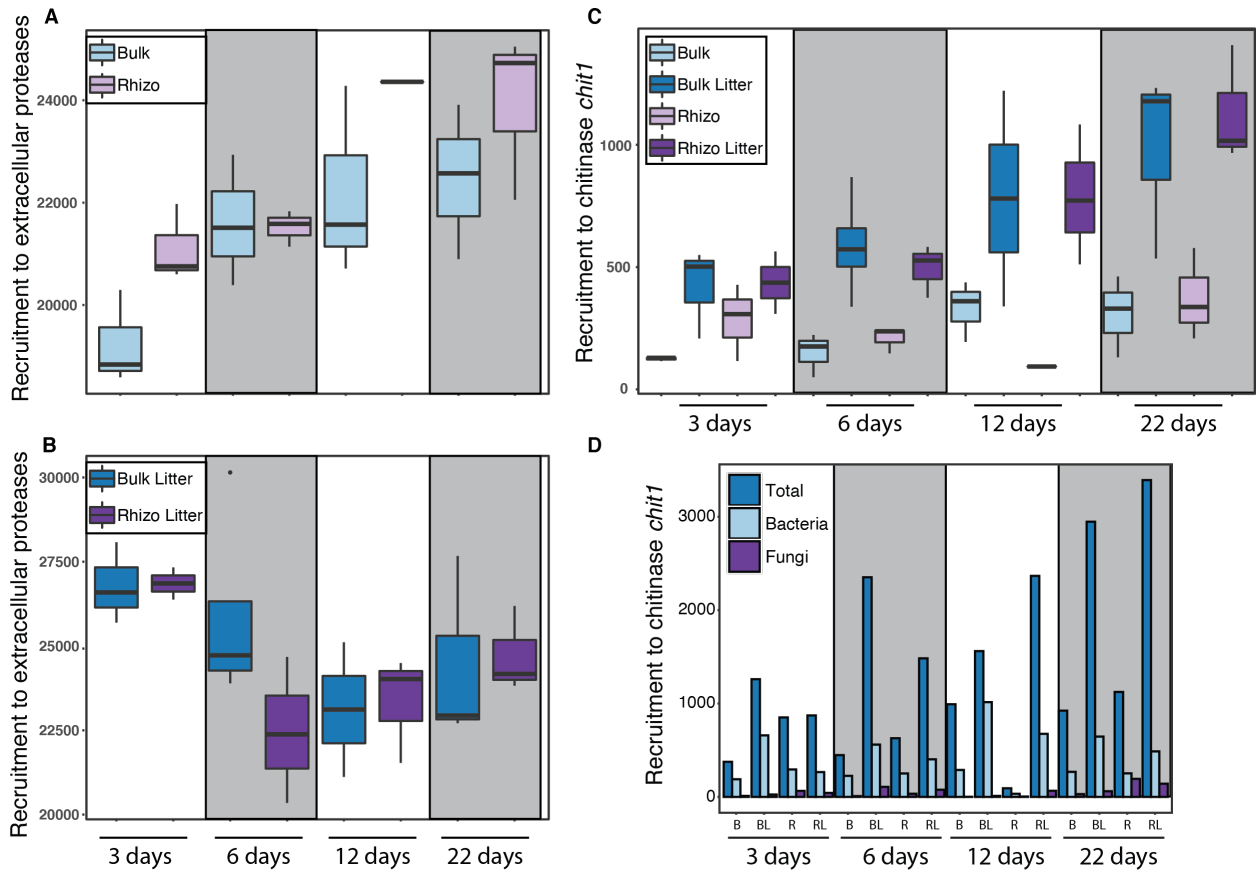 A
Recruitment to extracellular proteases
Bulk
Rhizo
24000
22000
20000
B
Recruitment to extracellular proteases
Bulk Litter
Rhizo Litter
30000
27500
25000
22500
20000
3 days
6 days
12 days
22 days
C
Recruitment to chitinase chit1
Bulk
Bulk Litter
Rhizo
Rhizo Litter
1000
500
0
3 days
6 days
12 days
22 days
D
Recruitment to chitinase chit1
Total
Bacteria
Fungi
3000
2000
1000
0
B BL R RL B BL R RL B BL R RL B BL R RL
3 days
6 days
12 days
22 days